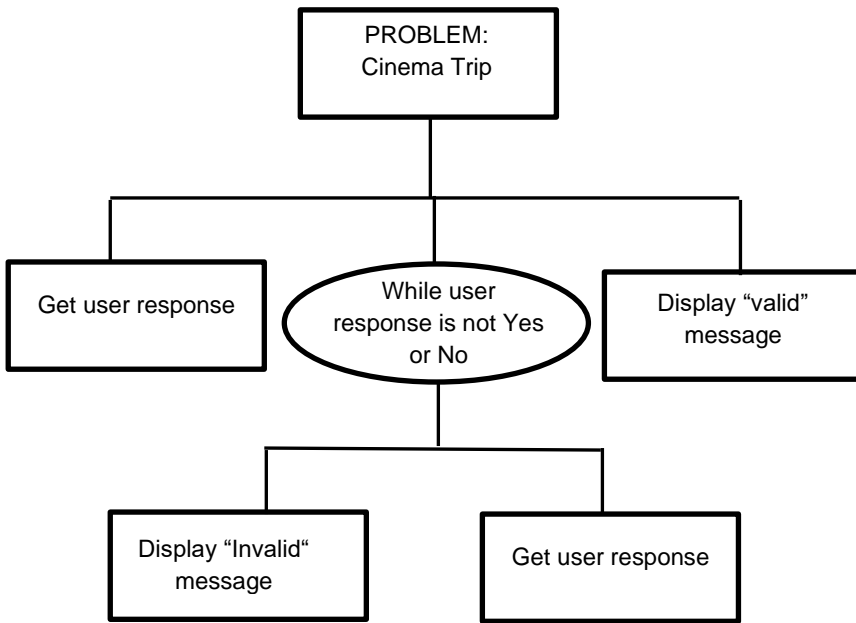 PROBLEM:
Cinema Trip
Get user response
While user
response is not Yes
or No
Display “valid”
message
Display “Invalid“
message
Get user response